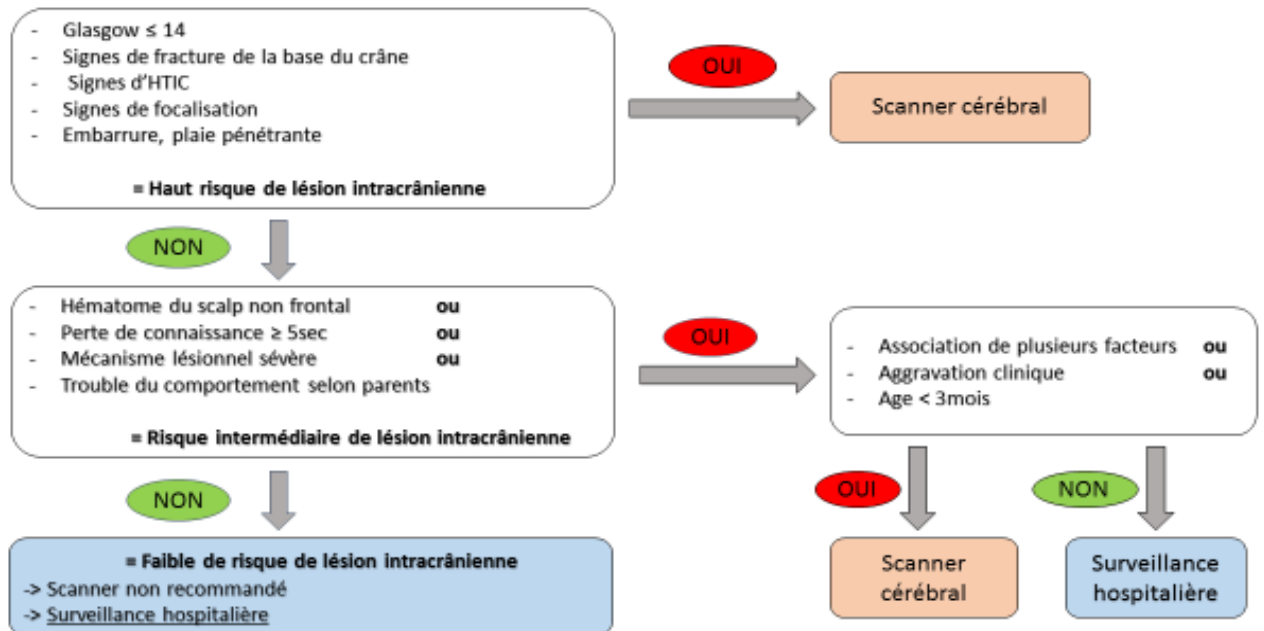 - Glasgow ≤ 14
- Signes de fracture de la base du crâne
- Signes d'HTIC
- Signes de focalisation
- Embarrure, plaie pénétrante
= Haut risque de lésion intracrânienne
OUI
Scanner cérébral
NON
- Hématome du scalp non frontal ou
- Perte de connaissance ≥ 5sec ou
- Mécanisme lésionnel sévère ou
- Trouble du comportement selon parents
= Risque intermédiaire de lésion intracrânienne
OUI
- Association de plusieurs facteurs ou
- Aggravation clinique ou
- Age < 3mois
NON
= Faible de risque de lésion intracrânienne
-> Scanner non recommandé
-> Surveillance hospitalière
OUI
Scanner
cérébral
NON
Surveillance
hospitalière